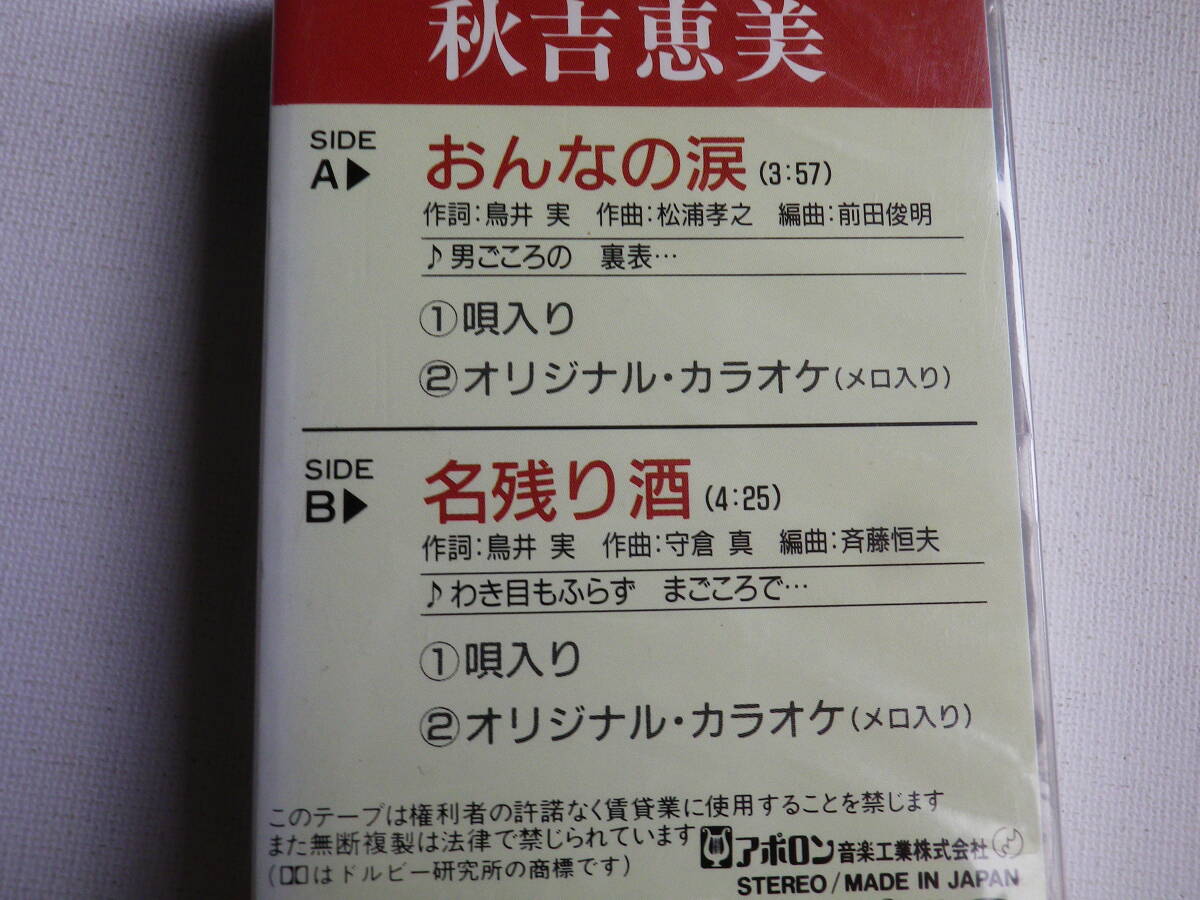 秋吉恵美
SIDE
A▶
おんなの涙(3:57)
作詞:鳥井 実 作曲:松浦孝之 編曲:前田俊明
♪男ごころの 裏表…
①唄入り
②オリジナル・カラオケ(メロ入り)
SIDE
B▶
名残り酒(4:25)
作詞:鳥井 実 作曲:守倉 真 編曲:斉藤恒夫
♪わき目もふらず まごころで…
①唄入り
②オリジナル・カラオケ(メロ入り)
このテープは権利者の許諾なく賃貸業に使用することを禁じます
また無断複製は法律で禁じられています
(▯▯はドルビー研究所の商標です)
アポロン音楽工業株式会社
STEREO/MADE IN JAPAN